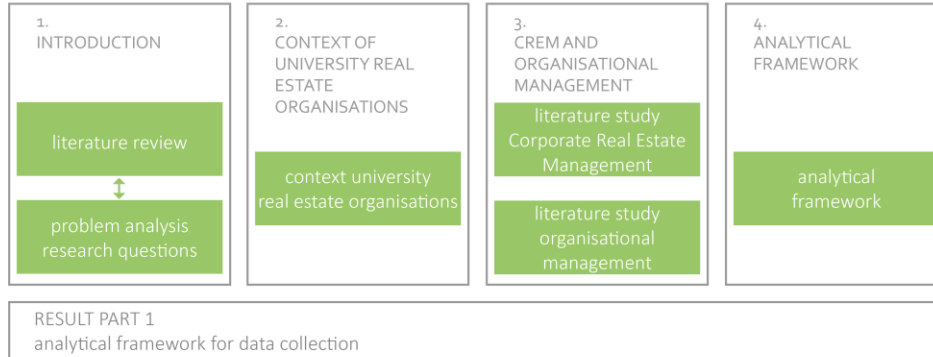 1.
INTRODUCTION
literature review
problem analysis
research questions
2.
CONTEXT OF
UNIVERSITY REAL
ESTATE
ORGANISATIONS
context university
real estate organisations
3.
CREM AND
ORGANISATIONAL
MANAGEMENT
literature study
Corporate Real Estate
Management
literature study
organisational
management
4.
ANALYTICAL
FRAMEWORK
analytical
framework
RESULT PART 1
analytical framework for data collection